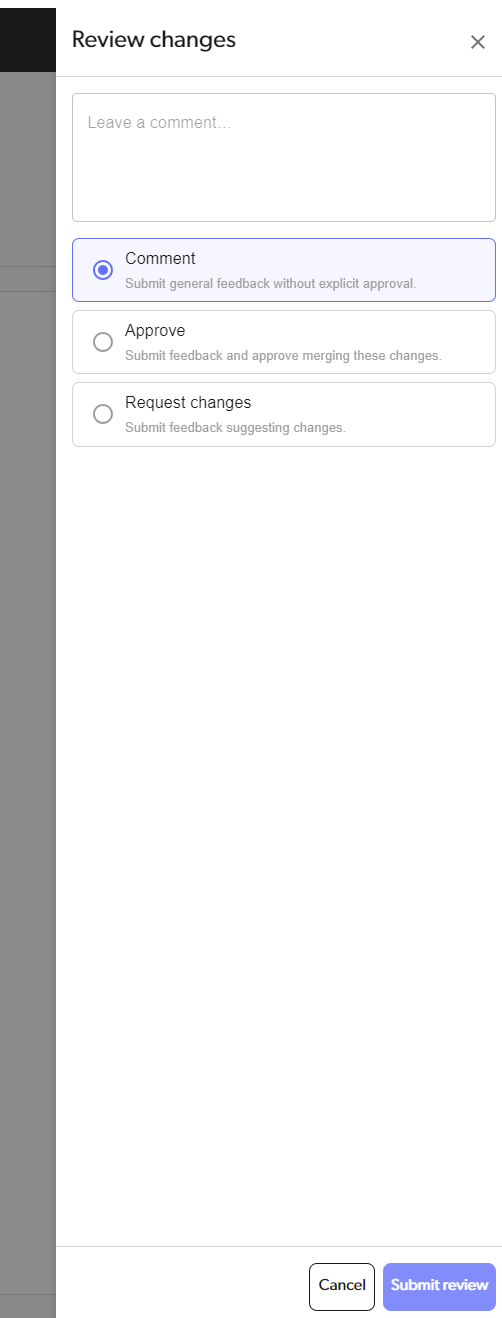 Review changes
Leave a comment...
Comment
Submit general feedback without explicit approval.
Approve
Submit feedback and approve merging these changes.
Request changes
Submit feedback suggesting changes.
Cancel Submit review